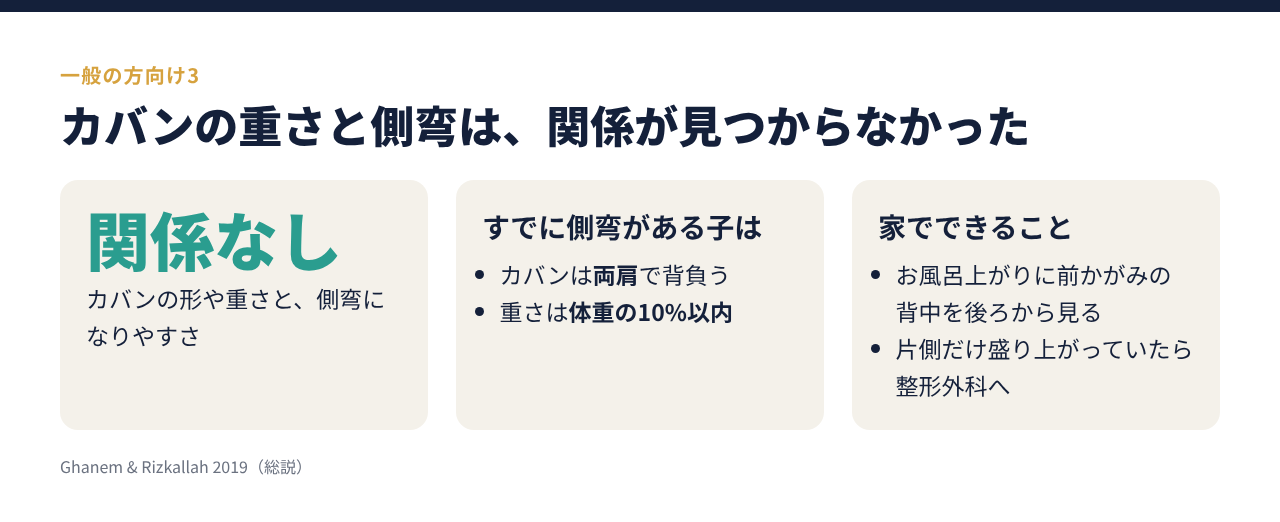 一般の方向け3
カバンの重さと側弯は、関係が見つからなかった
関係なし
カバンの形や重さと、側弯に
なりやすさ
すでに側弯がある子は
• カバンは両肩で背負う
• 重さは体重の10%以内
家でできること
• お風呂上がりに前かがみの
背中を後ろから見る
• 片側だけ盛り上がっていたら
整形外科へ
Ghanem & Rizkallah 2019（総説）